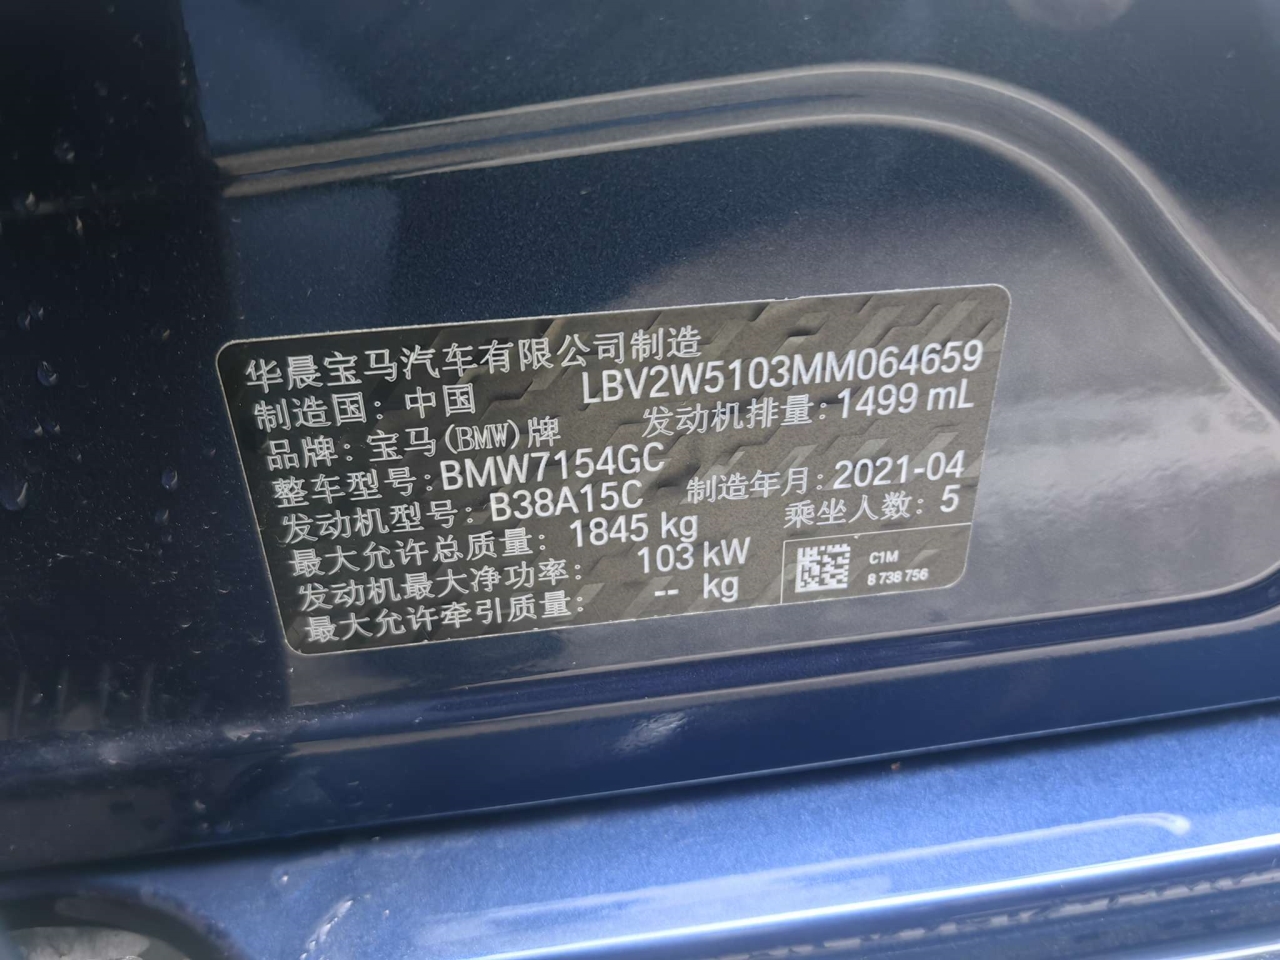 华晨宝马汽车有限公司制造
制造国: 中国 LBV2W5103MM064659
品牌: 宝马(BMW)牌 发动机排量: 1499 mL
整车型号: BMW7154GC
发动机型号: B38A15C 制造年月: 2021-04
最大允许总质量: 1845 kg 乘坐人数: 5
发动机最大净功率: 103 kW
最大允许牵引质量: -- kg
C1M
8 738 756